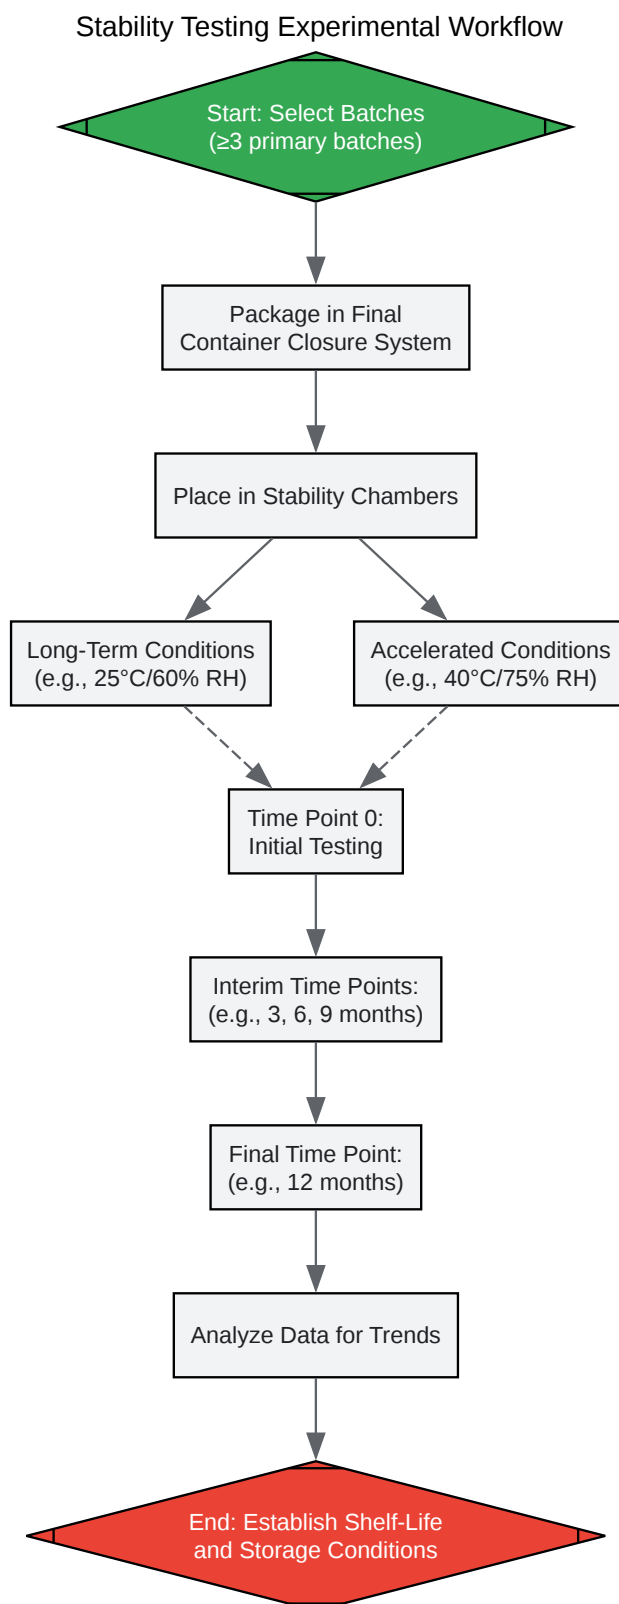 Stability Testing Experimental Workflow
Start: Select Batches
(≥3 primary batches)
Package in Final
Container Closure System
Place in Stability Chambers
Long-Term Conditions
(e.g., 25°C/60% RH)
Accelerated Conditions
(e.g., 40°C/75% RH)
Time Point 0:
Initial Testing
Interim Time Points:
(e.g., 3, 6, 9 months)
Final Time Point:
(e.g., 12 months)
Analyze Data for Trends
End: Establish Shelf-Life
and Storage Conditions